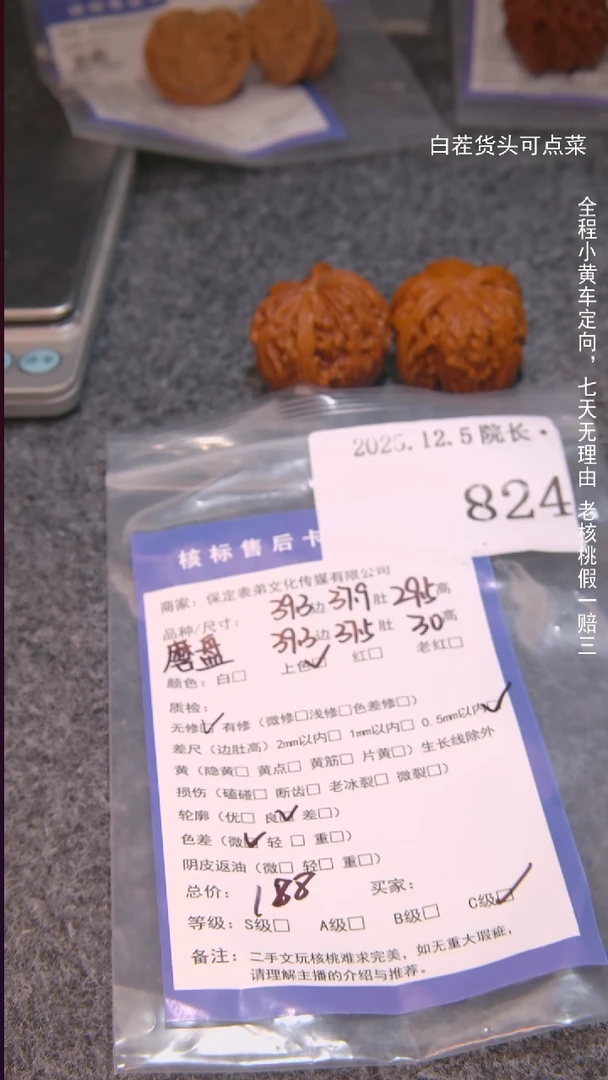 白茬货头可点菜
全程小黄车定向，七天无理由 老核桃假一赔三
2025.12.5 院长·
824
核标售后卡
商家：保定表弟文化传媒有限公司
品种/尺寸： 39.3边 37.9肚 29.5高
磨盘 39.3边 37.5肚 30高
颜色：白□ 上色☑ 红□ 老红□
质检：
无修☑ 有修（微修□浅修□色差修□）
差尺（边肚高）2mm以内□ 1mm以内□ 0.5mm以内☑
黄（隐黄□ 黄点□ 黄筋□ 片黄□）生长线除外
损伤（磕碰□ 断齿□ 老冰裂□ 微裂□）
轮廓（优□ 良☑ 差□）
色差（微☑ 轻□ 重□）
阴皮返油（微□ 轻□ 重□）
总价： 188 买家：
等级：S级□ A级□ B级□ C级☑
备注：二手文玩核桃难求完美，如无重大瑕疵，
请理解主播的介绍与推荐。